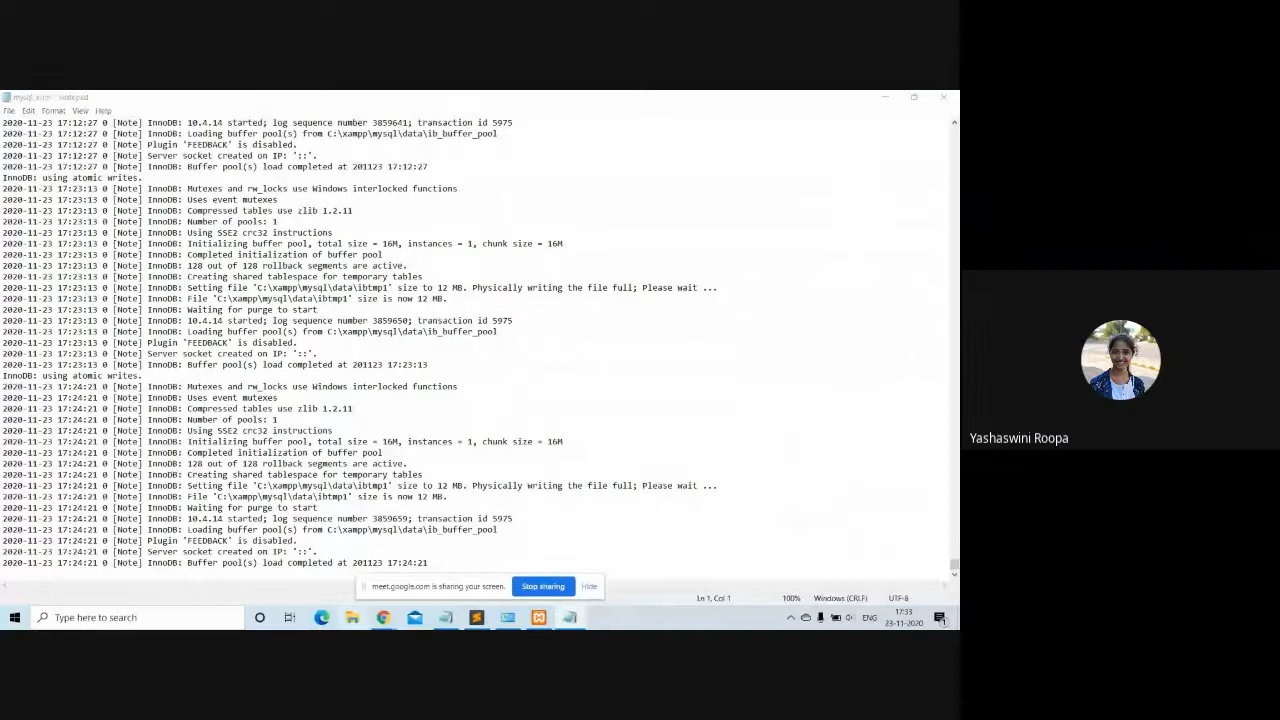 mysql_error - Notepad
File Edit Format View Help
2020-11-23 17:12:27 0 [Note] InnoDB: 10.4.14 started; log sequence number 3859641; transaction id 5975
2020-11-23 17:12:27 0 [Note] InnoDB: Loading buffer pool(s) from C:\xampp\mysql\data\ib_buffer_pool
2020-11-23 17:12:27 0 [Note] Plugin 'FEEDBACK' is disabled.
2020-11-23 17:12:27 0 [Note] Server socket created on IP: '::'.
2020-11-23 17:12:27 0 [Note] InnoDB: Buffer pool(s) load completed at 201123 17:12:27
InnoDB: using atomic writes.
2020-11-23 17:23:13 0 [Note] InnoDB: Mutexes and rw_locks use Windows interlocked functions
2020-11-23 17:23:13 0 [Note] InnoDB: Uses event mutexes
2020-11-23 17:23:13 0 [Note] InnoDB: Compressed tables use zlib 1.2.11
2020-11-23 17:23:13 0 [Note] InnoDB: Number of pools: 1
2020-11-23 17:23:13 0 [Note] InnoDB: Using SSE2 crc32 instructions
2020-11-23 17:23:13 0 [Note] InnoDB: Initializing buffer pool, total size = 16M, instances = 1, chunk size = 16M
2020-11-23 17:23:13 0 [Note] InnoDB: Completed initialization of buffer pool
2020-11-23 17:23:13 0 [Note] InnoDB: 128 out of 128 rollback segments are active.
2020-11-23 17:23:13 0 [Note] InnoDB: Creating shared tablespace for temporary tables
2020-11-23 17:23:13 0 [Note] InnoDB: Setting file 'C:\xampp\mysql\data\ibtmp1' size to 12 MB. Physically writing the file full; Please wait ...
2020-11-23 17:23:13 0 [Note] InnoDB: File 'C:\xampp\mysql\data\ibtmp1' size is now 12 MB.
2020-11-23 17:23:13 0 [Note] InnoDB: Waiting for purge to start
2020-11-23 17:23:13 0 [Note] InnoDB: 10.4.14 started; log sequence number 3859650; transaction id 5975
2020-11-23 17:23:13 0 [Note] InnoDB: Loading buffer pool(s) from C:\xampp\mysql\data\ib_buffer_pool
2020-11-23 17:23:13 0 [Note] Plugin 'FEEDBACK' is disabled.
2020-11-23 17:23:13 0 [Note] Server socket created on IP: '::'.
2020-11-23 17:23:13 0 [Note] InnoDB: Buffer pool(s) load completed at 201123 17:23:13
InnoDB: using atomic writes.
2020-11-23 17:24:21 0 [Note] InnoDB: Mutexes and rw_locks use Windows interlocked functions
2020-11-23 17:24:21 0 [Note] InnoDB: Uses event mutexes
2020-11-23 17:24:21 0 [Note] InnoDB: Compressed tables use zlib 1.2.11
2020-11-23 17:24:21 0 [Note] InnoDB: Number of pools: 1
2020-11-23 17:24:21 0 [Note] InnoDB: Using SSE2 crc32 instructions
2020-11-23 17:24:21 0 [Note] InnoDB: Initializing buffer pool, total size = 16M, instances = 1, chunk size = 16M
2020-11-23 17:24:21 0 [Note] InnoDB: Completed initialization of buffer pool
2020-11-23 17:24:21 0 [Note] InnoDB: 128 out of 128 rollback segments are active.
2020-11-23 17:24:21 0 [Note] InnoDB: Creating shared tablespace for temporary tables
2020-11-23 17:24:21 0 [Note] InnoDB: Setting file 'C:\xampp\mysql\data\ibtmp1' size to 12 MB. Physically writing the file full; Please wait ...
2020-11-23 17:24:21 0 [Note] InnoDB: File 'C:\xampp\mysql\data\ibtmp1' size is now 12 MB.
2020-11-23 17:24:21 0 [Note] InnoDB: Waiting for purge to start
2020-11-23 17:24:21 0 [Note] InnoDB: 10.4.14 started; log sequence number 3859659; transaction id 5975
2020-11-23 17:24:21 0 [Note] InnoDB: Loading buffer pool(s) from C:\xampp\mysql\data\ib_buffer_pool
2020-11-23 17:24:21 0 [Note] Plugin 'FEEDBACK' is disabled.
2020-11-23 17:24:21 0 [Note] Server socket created on IP: '::'.
2020-11-23 17:24:21 0 [Note] InnoDB: Buffer pool(s) load completed at 201123 17:24:21
meet.google.com is sharing your screen. Stop sharing Hide
Ln 1, Col 1 100% Windows (CRLF) UTF-8
Type here to search
ENG
17:33
23-11-2020
1
Yashaswini Roopa